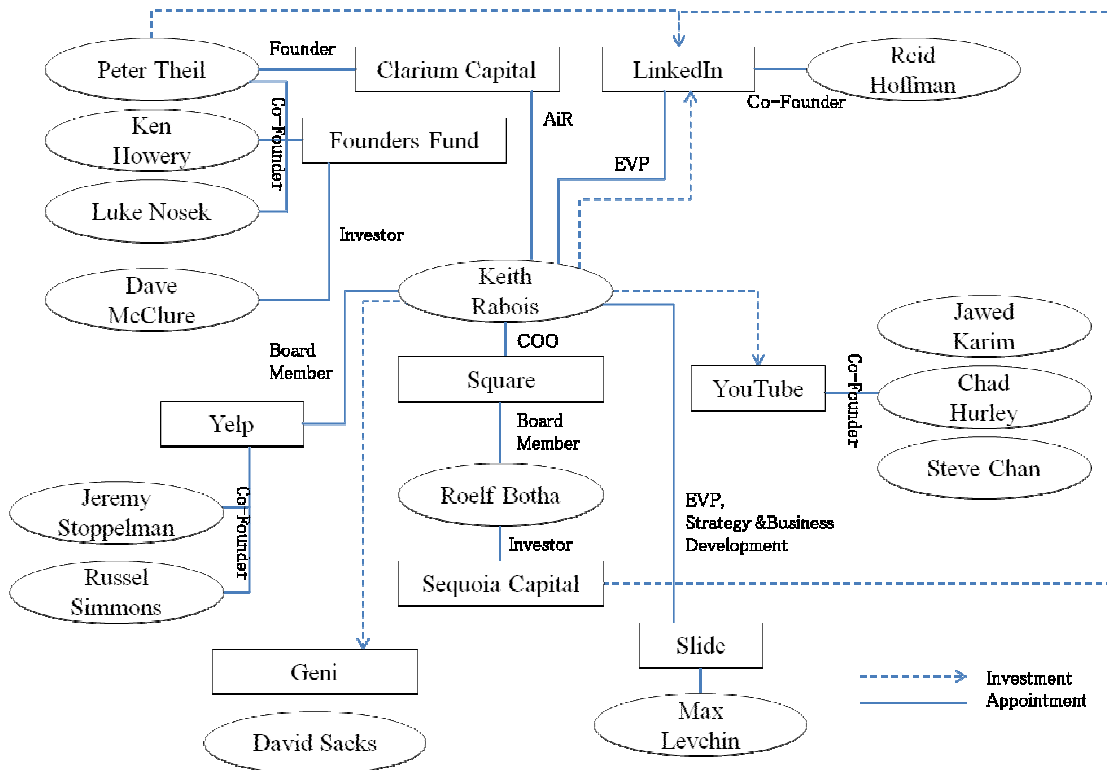 Founder
Peter Theil
Clarium Capital
LinkedIn
Reid
Hoffman
Co-Founder
Co-Founder
Ken
Howery
Founders Fund
AiR
EVP
Luke Nosek
Investor
Dave
McClure
Keith
Rabois
Jawed
Karim
COO
Board
Member
Square
YouTube
Co-Founder
Chad
Hurley
Yelp
Board
Member
Steve Chan
Jeremy
Stoppelman
Co-Founder
Roelf Botha
EVP,
Strategy &Business
Development
Investor
Russel
Simmons
Sequoia Capital
Geni
Slide
Investment
Appointment
David Sacks
Max
Levchin